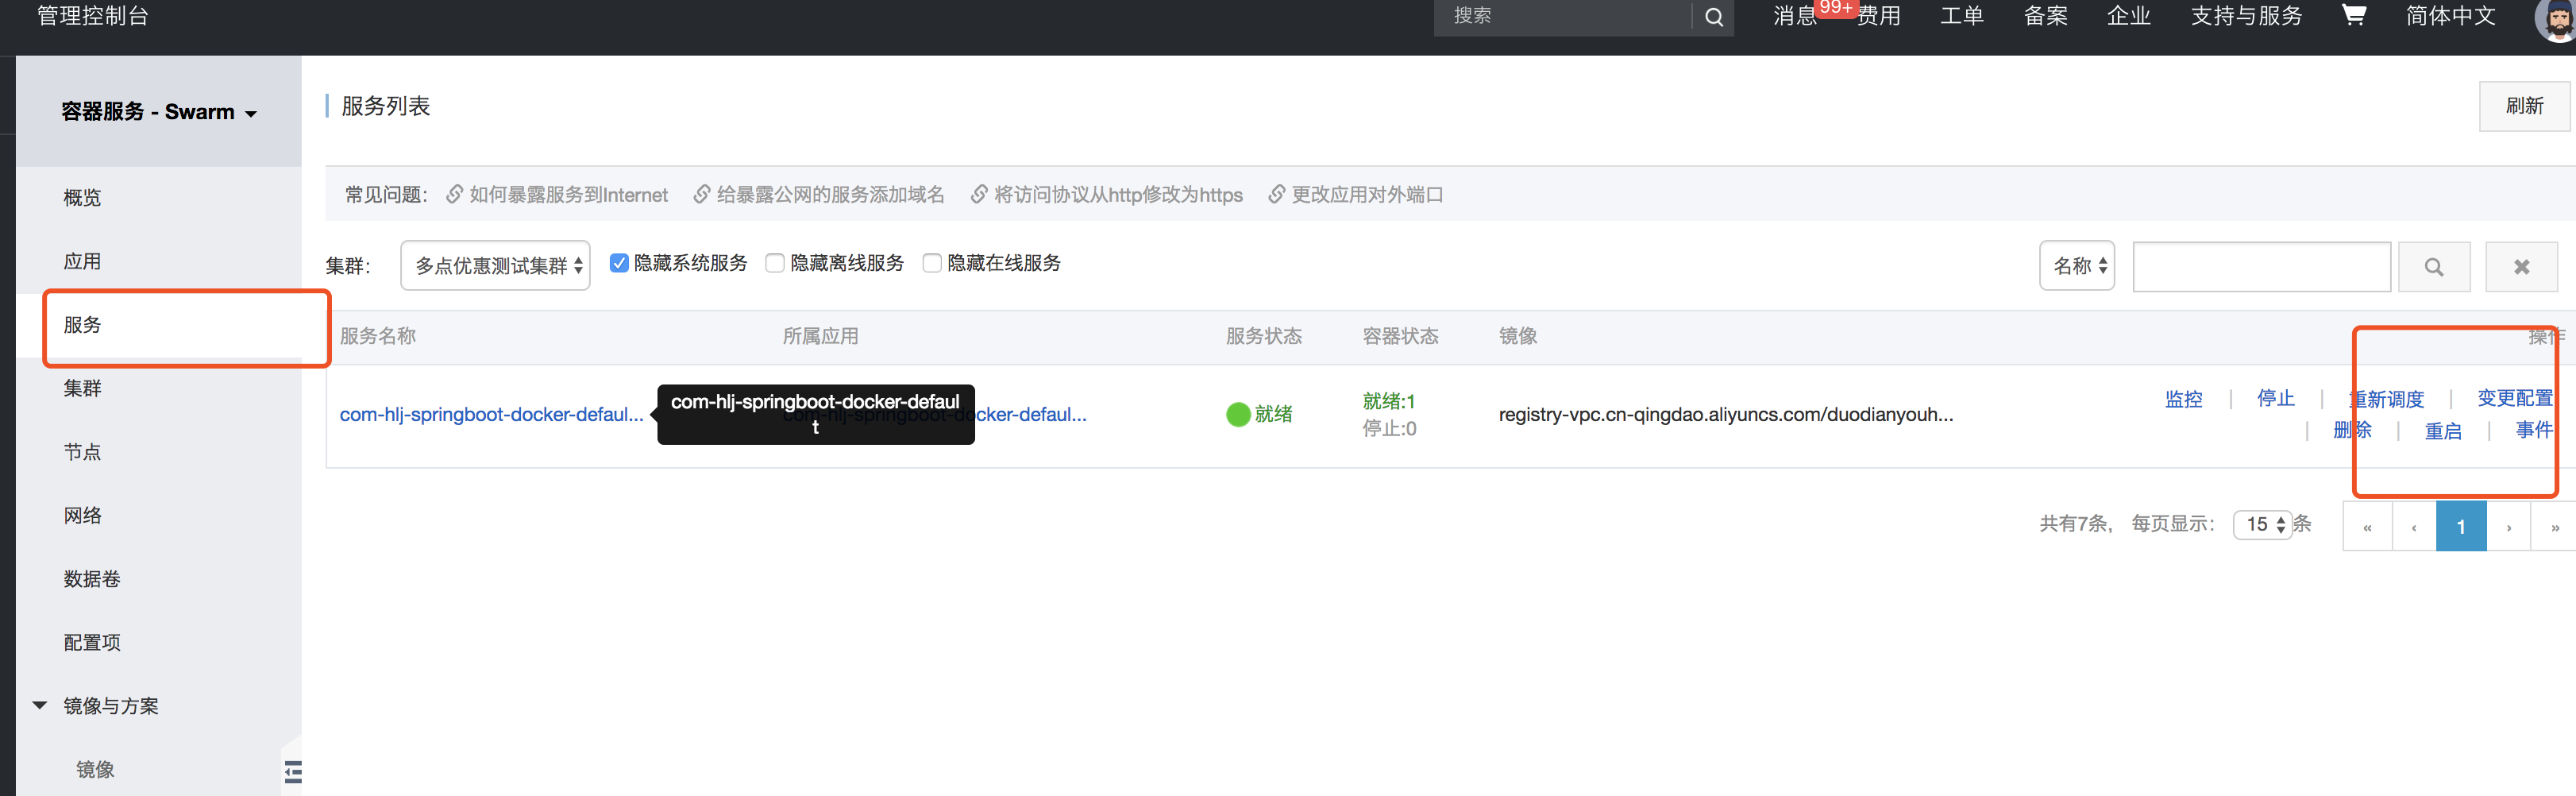 管理控制台
搜索
消息 99+ 费用 工单 备案 企业 支持与服务 简体中文
容器服务 - Swarm
概览
应用
服务
集群
节点
网络
数据卷
配置项
镜像与方案
镜像
服务列表
刷新
常见问题： 如何暴露服务到Internet 给暴露公网的服务添加域名 将访问协议从http修改为https 更改应用对外端口
集群： 多点优惠测试集群 隐藏系统服务 隐藏离线服务 隐藏在线服务 名称
服务名称 所属应用 服务状态 容器状态 镜像 操作
com-hlj-springboot-docker-defaul... com-hlj-springboot-docker-defaul... 就绪 就绪:1 registry-vpc.cn-qingdao.aliyuncs.com/duodianyouh... 监控 | 停止 | 重新调度 | 变更配置
停止:0 | 删除 | 重启 | 事件
com-hlj-springboot-docker-defaul
t
共有7条， 每页显示： 15 条 « ‹ 1 › »